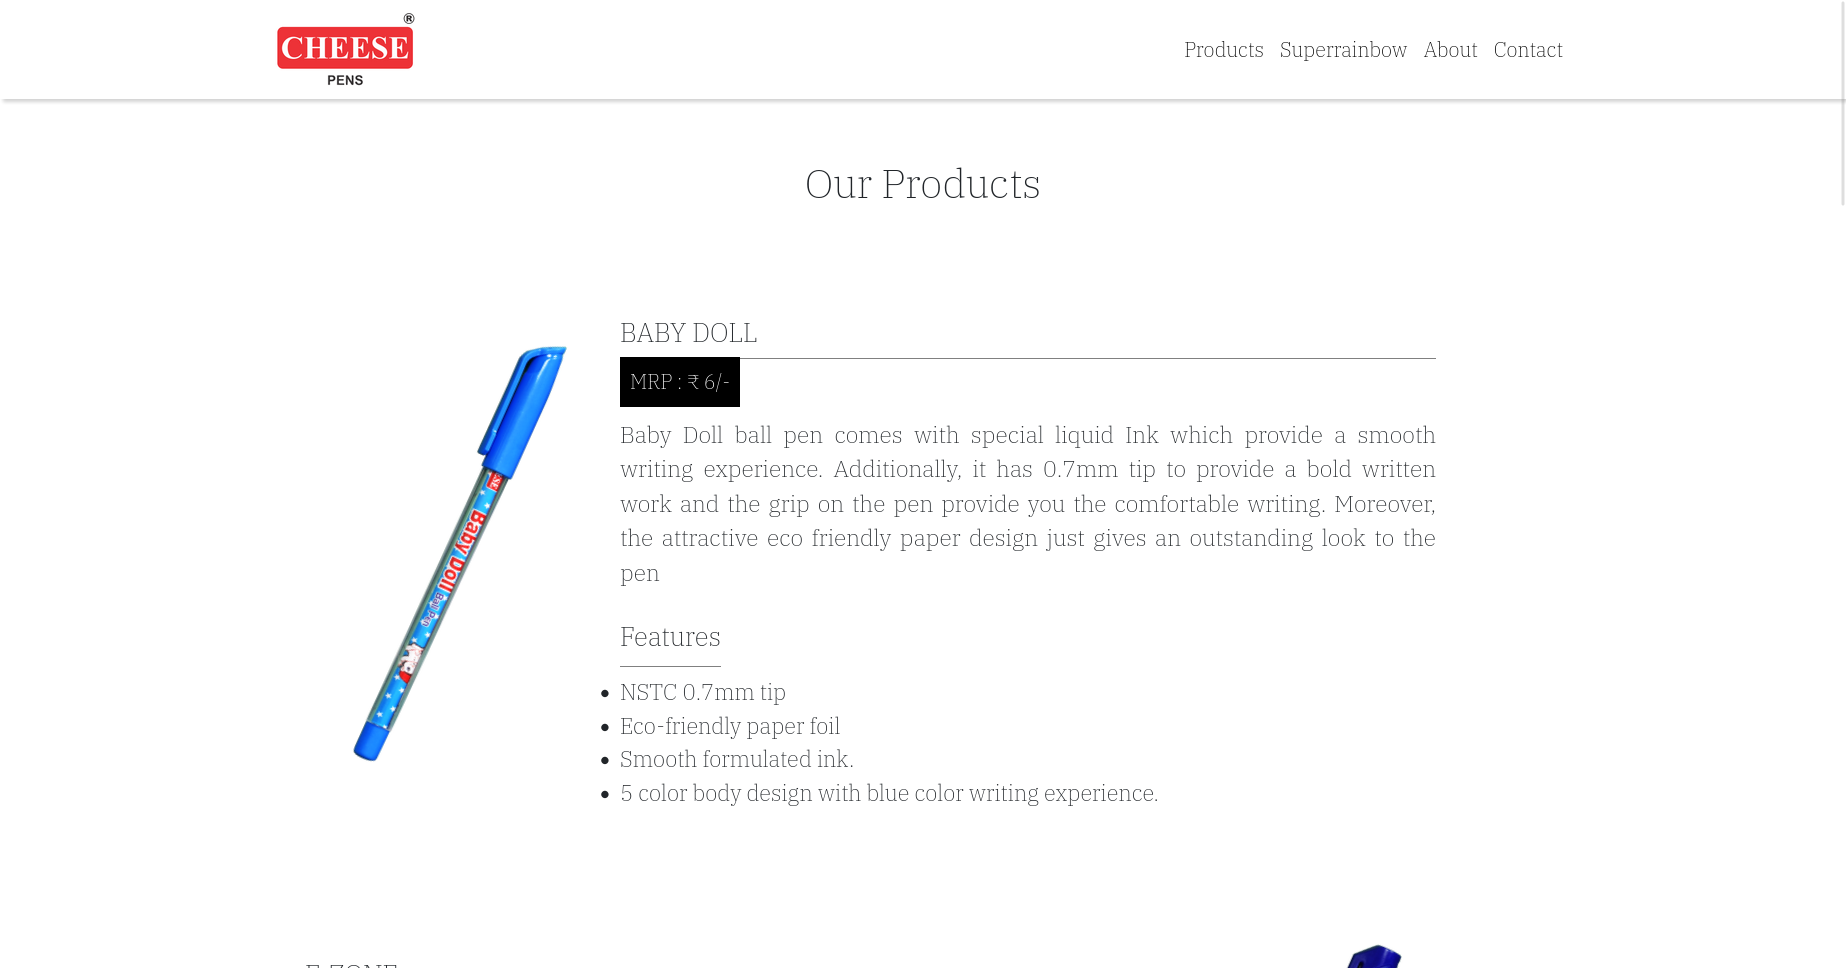 ®
CHEESE
PENS
Products Superrainbow About Contact
Our Products
BABY DOLL
MRP : ₹ 6/-
Baby Doll ball pen comes with special liquid Ink which provide a smooth
writing experience. Additionally, it has 0.7mm tip to provide a bold written
work and the grip on the pen provide you the comfortable writing. Moreover,
the attractive eco friendly paper design just gives an outstanding look to the
pen
Baby Doll
Ball Pen
Features
NSTC 0.7mm tip
Eco-friendly paper foil
Smooth formulated ink.
5 color body design with blue color writing experience.